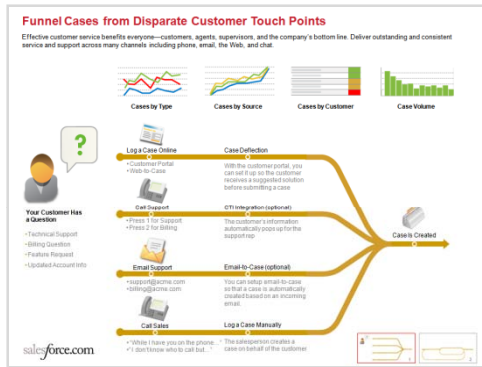 Funnel Cases from Disparate Customer Touch Points
Effective customer service benefits everyone—customers, agents, supervisors, and the company's bottom line. Deliver outstanding and consistent
service and support across many channels including phone, email, the Web, and chat.
Cases by Type
Cases by Source
Cases by Customer
Case Volume
?
Your Customer Has
a Question
• Technical Support
• Billing Question
• Feature Request
• Updated Account Info
Log a Case Online
• Customer Portal
• Web-to-Case
Case Deflection
With the customer portal, you
can set it up so the customer
receives a suggested solution
before submitting a case
Call Support
• Press 1 for Support
• Press 2 for Billing
CTI Integration (optional)
The customer's information
automatically pops up for the
support rep
Email Support
• support@acme.com
• billing@acme.com
Email-to-Case (optional)
You can setup email-to-case
so that a case is automatically
created based on an incoming
email.
Call Sales
• "While I have you on the phone..."
• "I don't know who to call but..."
Log a Case Manually
The salesperson creates a
case on behalf of the customer
Case is Created
salesforce.com
1
2